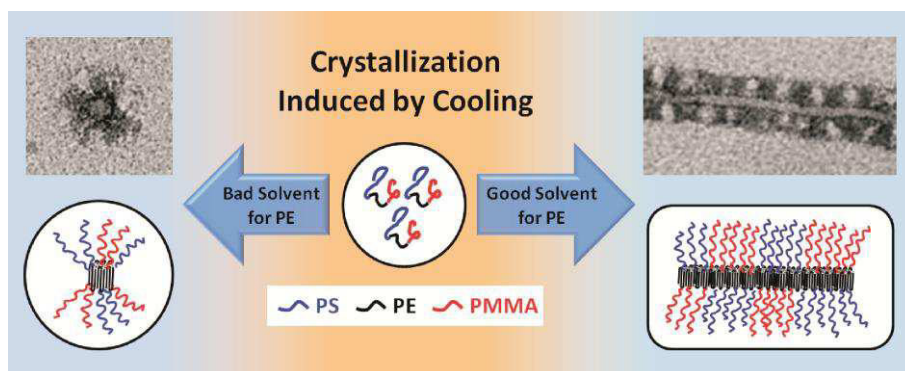 Crystallization
Induced by Cooling
Bad Solvent
for PE
Good Solvent
for PE
PS PE PMMA